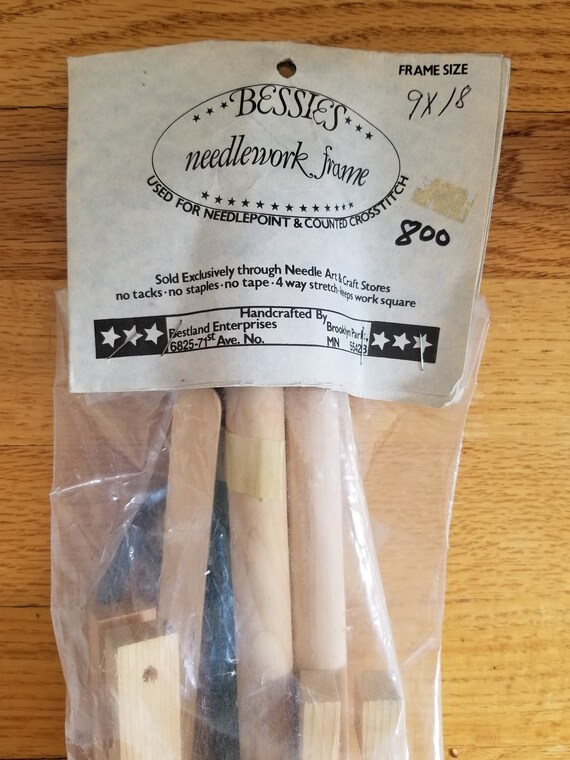 FRAME SIZE
9X18
BESSIES
needlework frame
USED FOR NEEDLEPOINT & COUNTED CROSSTITCH
800
Sold Exclusively through Needle Art & Craft Stores
no tacks · no staples · no tape · 4 way stretch - keeps work square
Handcrafted By
Bestland Enterprises Brooklyn Park,
6825-71st Ave. No. MN 55428